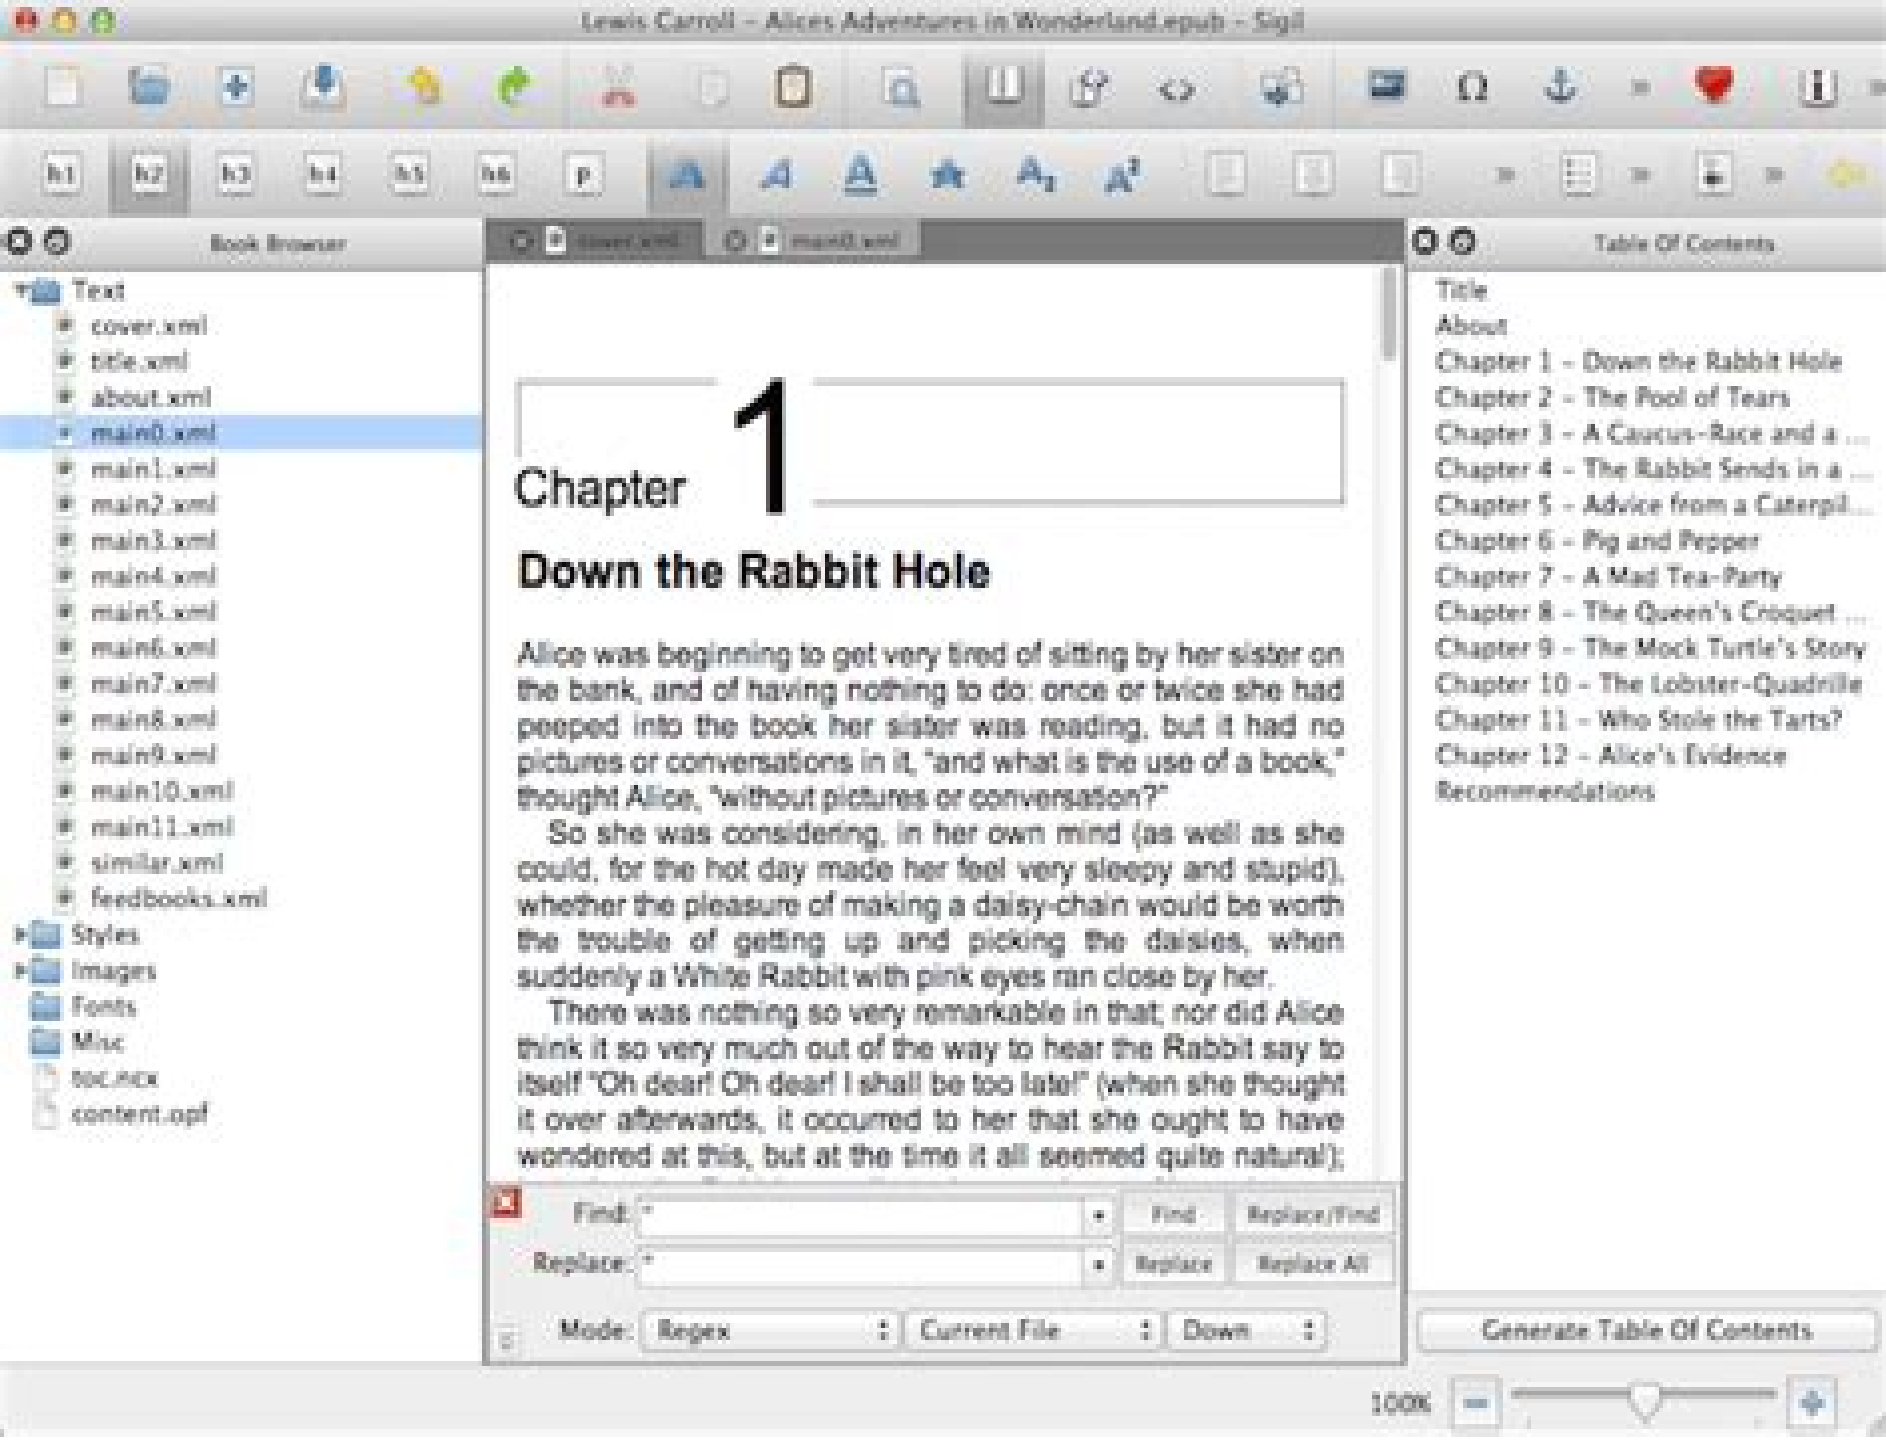 Lewis Carroll – Alices Adventures in Wonderland.epub – Sigil
h1 h2 h3 h4 h5 h6 p
Book Browser
Text
cover.xml
title.xml
about.xml
main0.xml
main1.xml
main2.xml
main3.xml
main4.xml
main5.xml
main6.xml
main7.xml
main8.xml
main9.xml
main10.xml
main11.xml
similar.xml
feedbooks.xml
Styles
Images
Fonts
Misc
toc.ncx
content.opf
cover.xml main0.xml
Chapter 1
Down the Rabbit Hole
Alice was beginning to get very tired of sitting by her sister on
the bank, and of having nothing to do: once or twice she had
peeped into the book her sister was reading, but it had no
pictures or conversations in it, "and what is the use of a book,"
thought Alice, "without pictures or conversation?"
So she was considering, in her own mind (as well as she
could, for the hot day made her feel very sleepy and stupid),
whether the pleasure of making a daisy-chain would be worth
the trouble of getting up and picking the daisies, when
suddenly a White Rabbit with pink eyes ran close by her.
There was nothing so very remarkable in that; nor did Alice
think it so very much out of the way to hear the Rabbit say to
itself "Oh dear! Oh dear! I shall be too late!" (when she thought
it over afterwards, it occurred to her that she ought to have
wondered at this, but at the time it all seemed quite natural);
Find: Find Replace/Find
Replace: Replace Replace All
Mode: Regex Current File Down
Table Of Contents
Title
About
Chapter 1 – Down the Rabbit Hole
Chapter 2 – The Pool of Tears
Chapter 3 – A Caucus-Race and a ...
Chapter 4 – The Rabbit Sends in a ...
Chapter 5 – Advice from a Caterpil...
Chapter 6 – Pig and Pepper
Chapter 7 – A Mad Tea-Party
Chapter 8 – The Queen's Croquet ...
Chapter 9 – The Mock Turtle's Story
Chapter 10 – The Lobster-Quadrille
Chapter 11 – Who Stole the Tarts?
Chapter 12 – Alice's Evidence
Recommendations
Generate Table Of Contents
100%